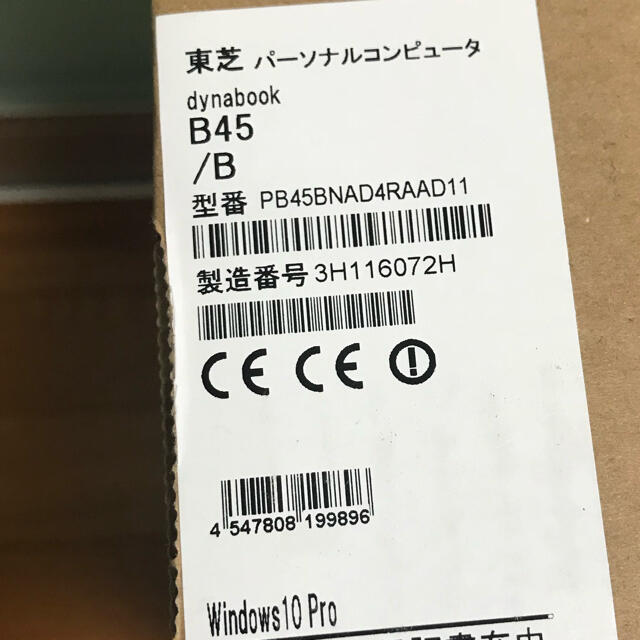 東芝 パーソナルコンピュータ
dynabook
B45
/B
型番 PB45BNAD4RAAD11
製造番号 3H116072H
CE CE
4 547808 199896
Windows10 Pro